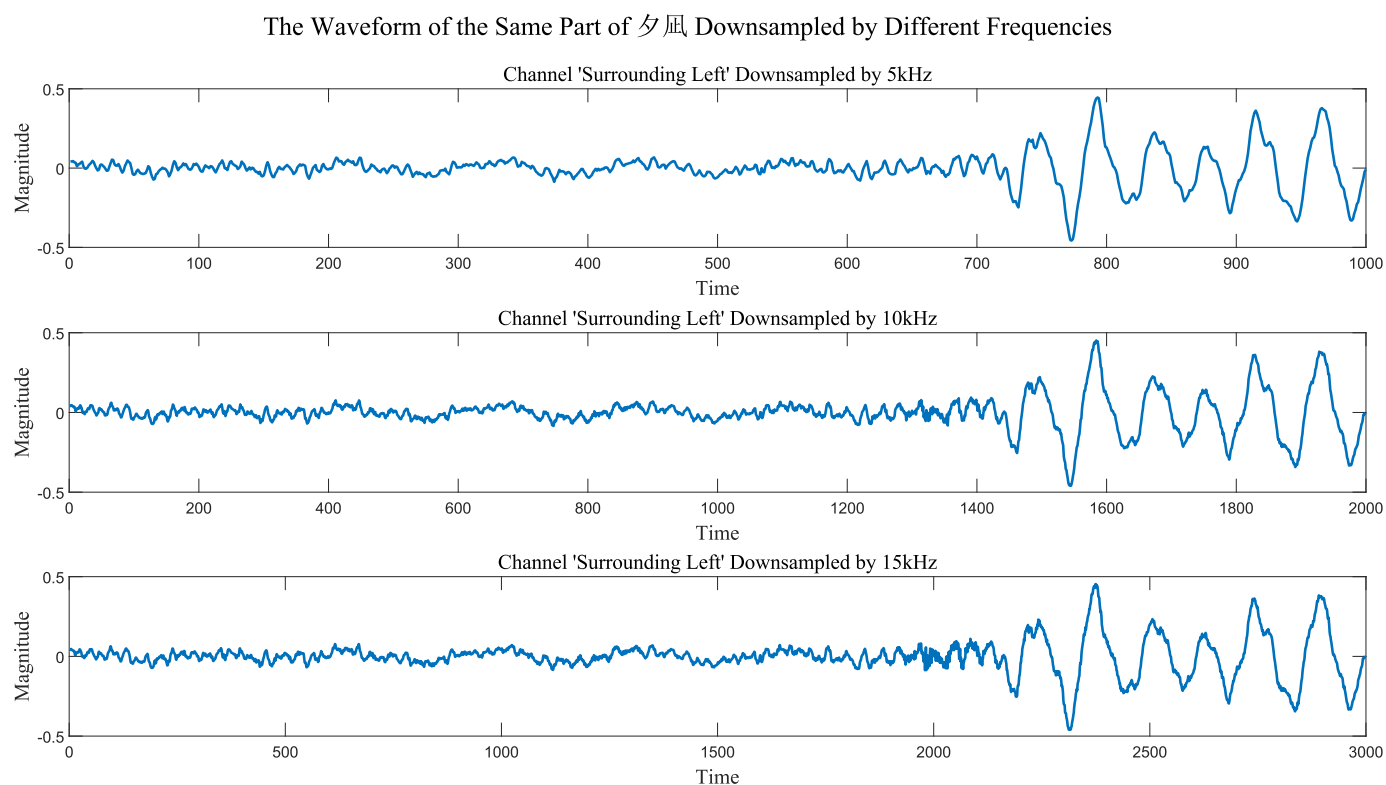 The Waveform of the Same Part of 夕凪 Downsampled by Different Frequencies
Channel 'Surrounding Left' Downsampled by 5kHz
0.5
0
-0.5
Magnitude
0 100 200 300 400 500 600 700 800 900 1000
Time
Channel 'Surrounding Left' Downsampled by 10kHz
0.5
0
-0.5
Magnitude
0 200 400 600 800 1000 1200 1400 1600 1800 2000
Time
Channel 'Surrounding Left' Downsampled by 15kHz
0.5
0
-0.5
Magnitude
0 500 1000 1500 2000 2500 3000
Time